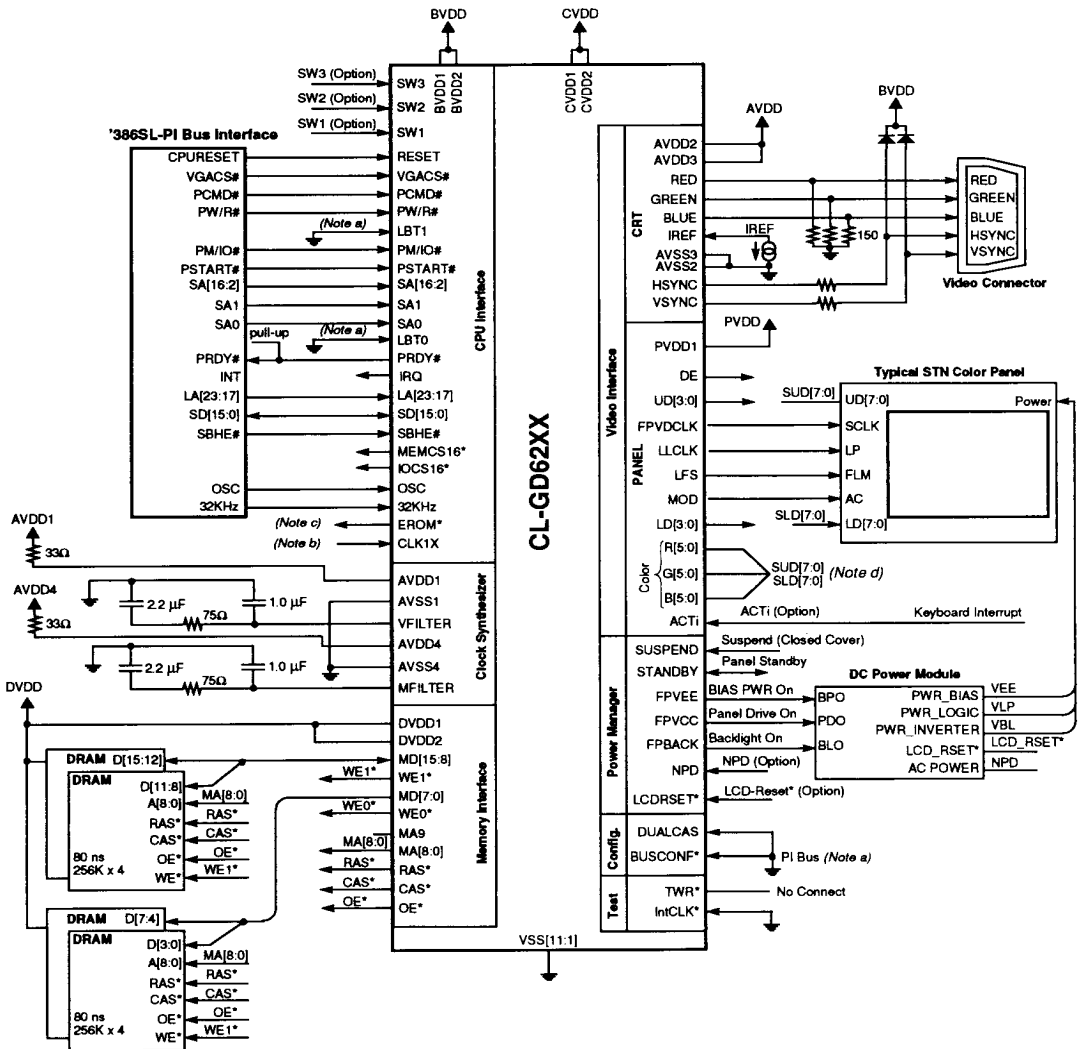 BVDD
CVDD
BVDD1
BVDD2
CVDD1
CVDD2
SW3 (Option)
SW3
SW2 (Option)
SW2
SW1 (Option)
SW1
'386SL-PI Bus Interface
CPURESET
RESET
VGACS#
VGACS#
PCMD#
PCMD#
PW/R#
PW/R#
(Note a)
LBT1
PM/IO#
PM/IO#
PSTART#
PSTART#
SA[16:2]
SA[16:2]
SA1
SA1
SA0
SA0
pull-up
(Note a)
LBT0
PRDY#
PRDY#
INT
IRQ
LA[23:17]
LA[23:17]
SD[15:0]
SD[15:0]
SBHE#
SBHE#
MEMCS16*
IOCS16*
OSC
OSC
32KHz
32KHz
(Note c)
EROM*
(Note b)
CLK1X
CPU Interface
AVDD1
33Ω
AVDD1
AVDD4
2.2 µF
1.0 µF
AVSS1
75Ω
VFILTER
33Ω
AVDD4
2.2 µF
1.0 µF
AVSS4
75Ω
MFILTER
Clock Synthesizer
DVDD
DVDD1
DVDD2
DRAM D[15:12]
MD[15:8]
DRAM
D[11:8]
WE1*
WE1*
A[8:0]
MA[8:0]
MD[7:0]
RAS*
RAS*
WE0*
WE0*
CAS*
CAS*
MA9
80 ns
256K x 4
OE*
OE*
MA[8:0]
MA[8:0]
WE*
WE1*
RAS*
RAS*
CAS*
CAS*
OE*
OE*
Memory Interface
DRAM D[7:4]
DRAM
D[3:0]
A[8:0]
MA[8:0]
RAS*
RAS*
CAS*
CAS*
80 ns
256K x 4
OE*
OE*
WE*
WE1*
VSS[11:1]
CL-GD62XX
Video Interface
CRT
AVDD
BVDD
AVDD2
AVDD3
RED
RED
GREEN
GREEN
BLUE
BLUE
150
IREF
IREF
HSYNC
AVSS3
AVSS2
VSYNC
HSYNC
VSYNC
Video Connector
PANEL
PVDD
PVDD1
Typical STN Color Panel
DE
UD[3:0]
SUD[7:0]
UD[7:0]
Power
FPVDCLK
SCLK
LLCLK
LP
LFS
FLM
MOD
AC
LD[3:0]
SLD[7:0]
LD[7:0]
Color
R[5:0]
G[5:0]
B[5:0]
SUD[7:0]
SLD[7:0]
(Note d)
ACTi
ACTi (Option)
Keyboard Interrupt
Power Manager
SUSPEND
Suspend (Closed Cover)
STANDBY
Panel Standby
DC Power Module
FPVEE
BIAS PWR On
BPO
PWR_BIAS
VEE
FPVCC
Panel Drive On
PDO
PWR_LOGIC
VLP
PWR_INVERTER
VBL
FPBACK
Backlight On
BLO
LCD_RSET*
LCD_RSET*
NPD
NPD (Option)
AC POWER
NPD
LCDRSET*
LCD-Reset* (Option)
Config.
DUALCAS
BUSCONF*
PI Bus (Note a)
Test
TWR*
No Connect
IntCLK*